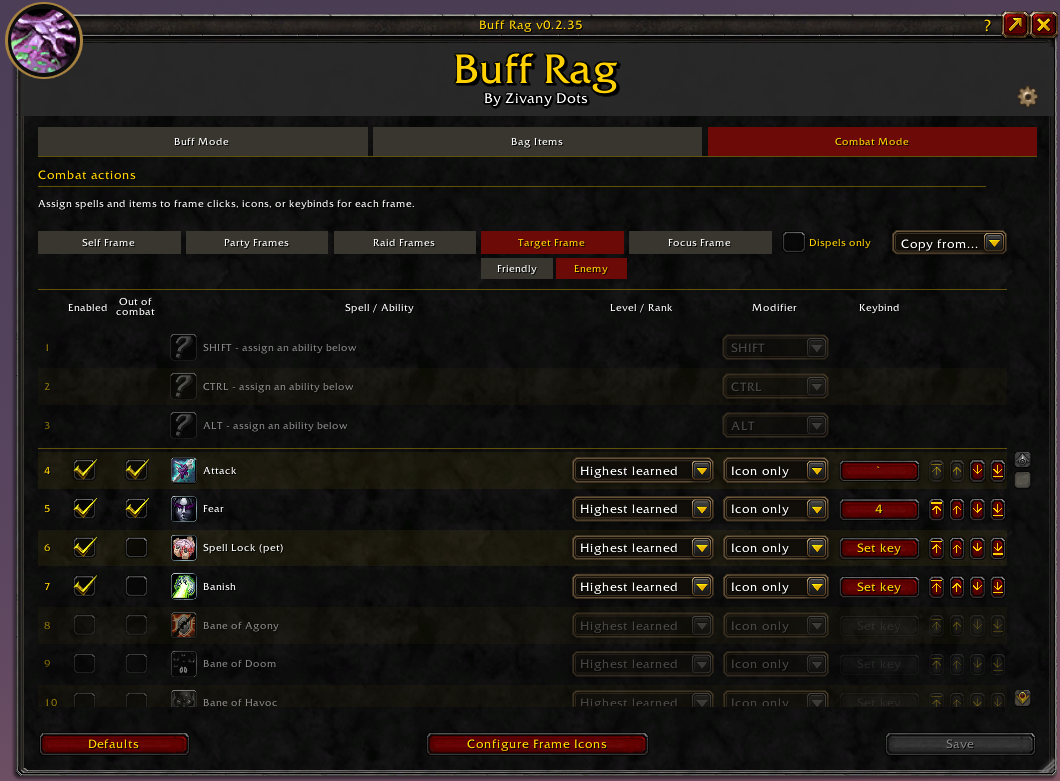 Buff Rag v0.2.35
?
Buff Rag
By Zivany Dots
Buff Mode Bag Items Combat Mode
Combat actions
Assign spells and items to frame clicks, icons, or keybinds for each frame.
Self Frame Party Frames Raid Frames Target Frame Focus Frame Dispels only Copy from...
Friendly Enemy
Enabled Out of combat Spell / Ability Level / Rank Modifier Keybind
1 ? SHIFT - assign an ability below SHIFT
2 ? CTRL - assign an ability below CTRL
3 ? ALT - assign an ability below ALT
4 Attack Highest learned Icon only `
5 Fear Highest learned Icon only 4
6 Spell Lock (pet) Highest learned Icon only Set key
7 Banish Highest learned Icon only Set key
8 Bane of Agony Highest learned Icon only Set key
9 Bane of Doom Highest learned Icon only Set key
10 Bane of Havoc Highest learned Icon only Set key
Defaults Configure Frame Icons Save